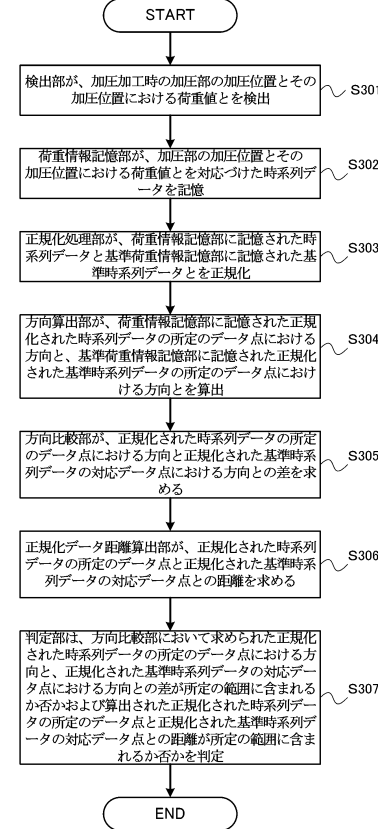 START
検出部が、加圧加工時の加圧部の加圧位置とその
加圧位置における荷重値とを検出
S301
荷重情報記憶部が、加圧部の加圧位置とその
加圧位置における荷重値とを対応づけた時系列デ
ータを記憶
S302
正規化処理部が、荷重情報記憶部に記憶された時
系列データと基準荷重情報記憶部に記憶された基
準時系列データとを正規化
S303
方向算出部が、荷重情報記憶部に記憶された正規
化された時系列データの所定のデータ点における
方向と、基準荷重情報記憶部に記憶された正規化
された基準時系列データの所定のデータ点におけ
ける方向とを算出
S304
方向比較部が、正規化された時系列データの所定
のデータ点における方向と正規化された基準時系
列データの対応データ点における方向との差を求
める
S305
正規化データ距離算出部が、正規化された時系列
データの所定のデータ点と正規化された基準時系
列データの対応データ点との距離を求める
S306
判定部は、方向比較部において求められた正規化
された時系列データの所定のデータ点における方
向と、正規化された基準時系列データの対応デー
タ点における方向との差が所定の範囲に含まれる
か否かおよび算出された正規化された時系列デー
タの所定のデータ点と正規化された基準時系列デ
ータの対応データ点との距離が所定の範囲に含ま
れるか否かを判定
S307
END